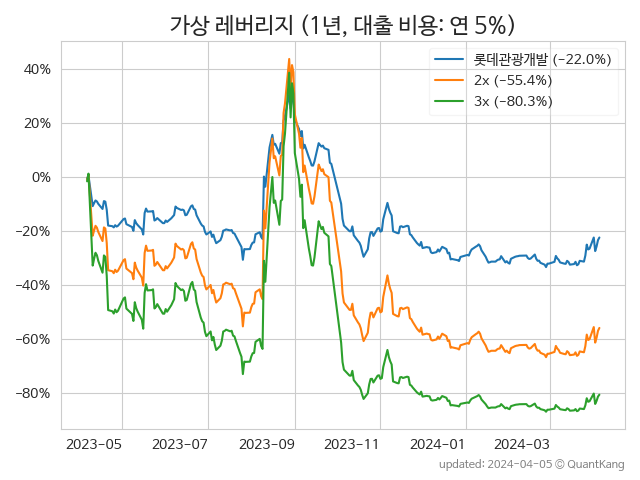 가상 레버리지 (1년, 대출 비용: 연 5%)
롯데관광개발 (−22.0%)
2x (−55.4%)
3x (−80.3%)
40%
20%
0%
−20%
−40%
−60%
−80%
2023-05 2023-07 2023-09 2023-11 2024-01 2024-03
updated: 2024-04-05 © QuantKang